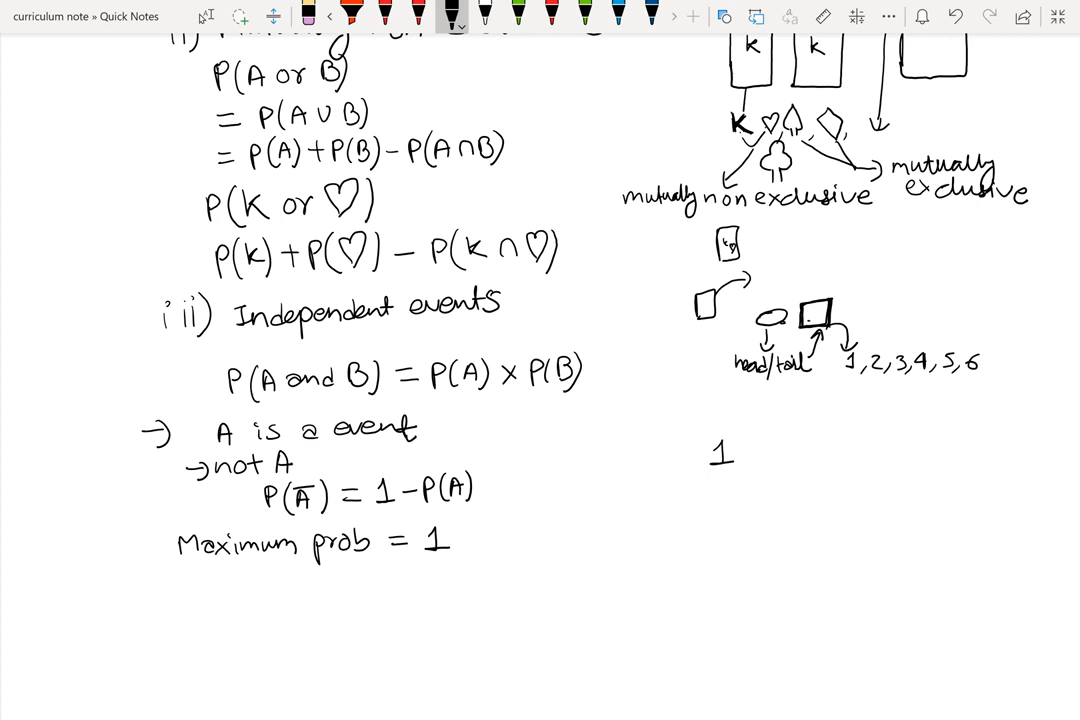 curriculum note » Quick Notes
ii)
P(A or B)
= P(A ∪ B)
= P(A) + P(B) - P(A ∩ B)
P(K or ♡)
P(K) + P(♡) - P(K ∩ ♡)
iii) Independent events
P(A and B) = P(A) × P(B)
→ A is a event
→ not A
P(Ā) = 1 - P(A)
Maximum prob = 1
K K
K ♡ ♤ ♢
♧
mutually non exclusive
mutually exclusive
K♡
head/tail
1, 2, 3, 4, 5, 6
1